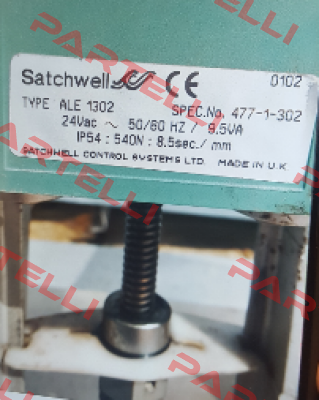 Satchwell CE 0102
TYPE ALE 1302 SPEC.No. 477-1-302
24Vac ~ 50/60 HZ / 9.5VA
IP54 : 540N : 8.5sec./ mm
SATCHWELL CONTROL SYSTEMS LTD. MADE IN U.K
PARTELLI
PARTELLI
PARTELLI